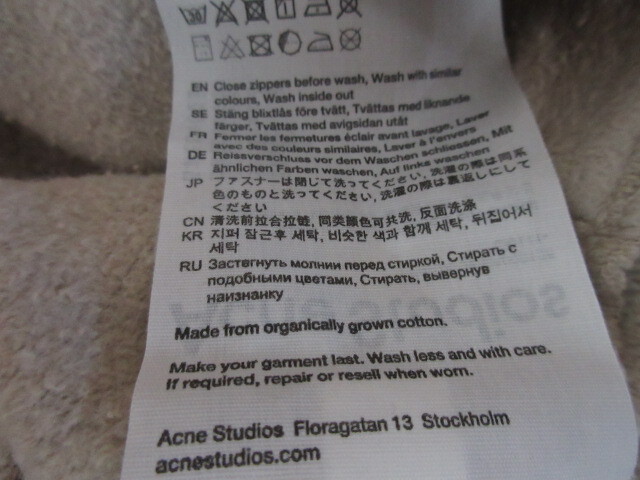 EN Close zippers before wash, Wash with similar
colours, Wash inside out
SE Stäng blixtlås före tvätt, Tvättas med liknande
färger, Tvättas med avigsidan utåt
FR Fermer les fermetures éclair avant lavage, Laver
avec des couleurs similaires, Laver à l'envers
DE Reissverschluss vor dem Waschen schliessen, Mit
ähnlichen Farben waschen, Auf links waschen
JP ファスナーは閉じて洗ってください, 洗濯の際は同系
色のものと洗ってください, 洗濯の際は裏返しにして
ください
CN 清洗前拉合拉链, 同类颜色可共洗, 反面洗涤
KR 지퍼 잠근후 세탁, 비슷한 색과 함께 세탁, 뒤집어서
세탁
RU Застегнуть молнии перед стиркой, Стирать с
подобными цветами, Стирать, вывернув
наизнанку
Made from organically grown cotton.
Make your garment last. Wash less and with care.
If required, repair or resell when worn.
Acne Studios Floragatan 13 Stockholm
acnestudios.com